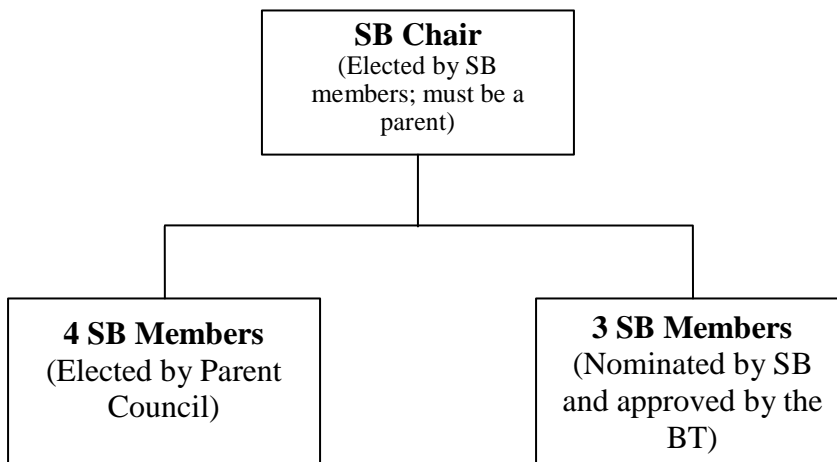 SB Chair
(Elected by SB
members; must be a
parent)
4 SB Members
(Elected by Parent
Council)
3 SB Members
(Nominated by SB
and approved by the
BT)